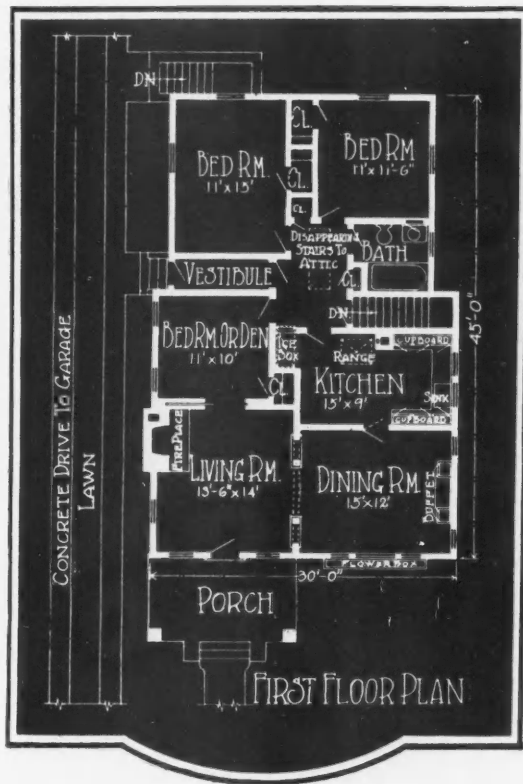 DN
CL.
BED RM.
11' x 15'
BED RM.
11' x 11'-6"
CL.
CL.
DISAPPEARING
STAIRS TO
ATTIC
BATH
VESTIBULE
CL.
DN
BED RM. OR DEN
11' x 10'
ICE
BOX
RANGE
CUPBOARD
KITCHEN
15' x 9'
SINK
CL.
CUPBOARD
45'-0"
FIREPLACE
LIVING RM.
13'-6" x 14'
DINING RM.
15' x 12'
BUFFET
CONCRETE DRIVE TO GARAGE
LAWN
FLOWER BOX
30'-0"
PORCH
FIRST FLOOR PLAN